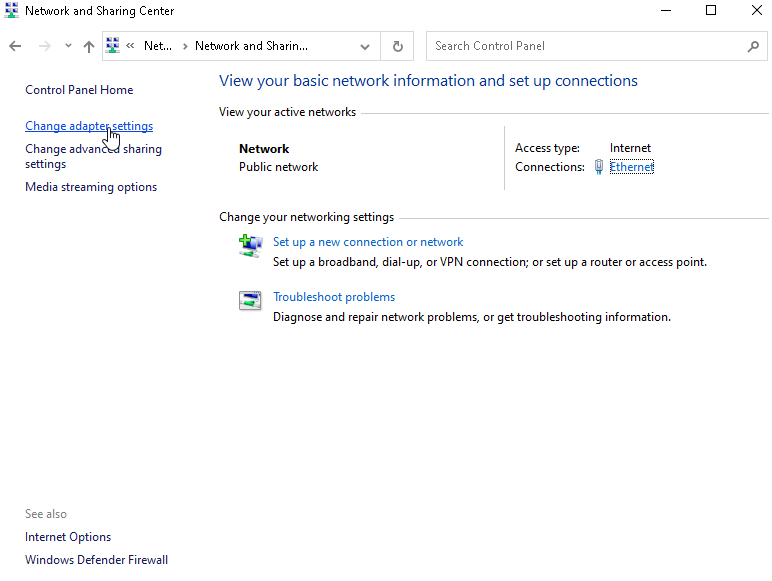 Network and Sharing Center
« Net... > Network and Sharin...
Search Control Panel
Control Panel Home
Change adapter settings
Change advanced sharing
settings
Media streaming options
View your basic network information and set up connections
View your active networks
Network
Public network
Access type: Internet
Connections: Ethernet
Change your networking settings
Set up a new connection or network
Set up a broadband, dial-up, or VPN connection; or set up a router or access point.
Troubleshoot problems
Diagnose and repair network problems, or get troubleshooting information.
See also
Internet Options
Windows Defender Firewall